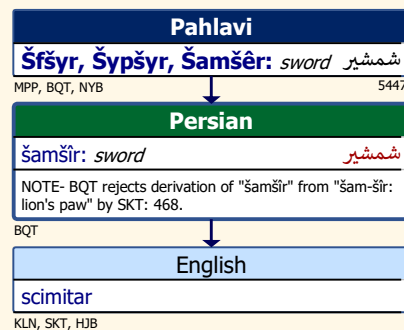 Pahlavi
Šfšyr, Šypšyr, Šamšêr: sword شمشیر
MPP, BQT, NYB 5447
Persian
šamšîr: sword شمشیر
NOTE- BQT rejects derivation of "šamšîr" from "šam-šîr:
lion's paw" by SKT: 468.
BQT
English
scimitar
KLN, SKT, HJB